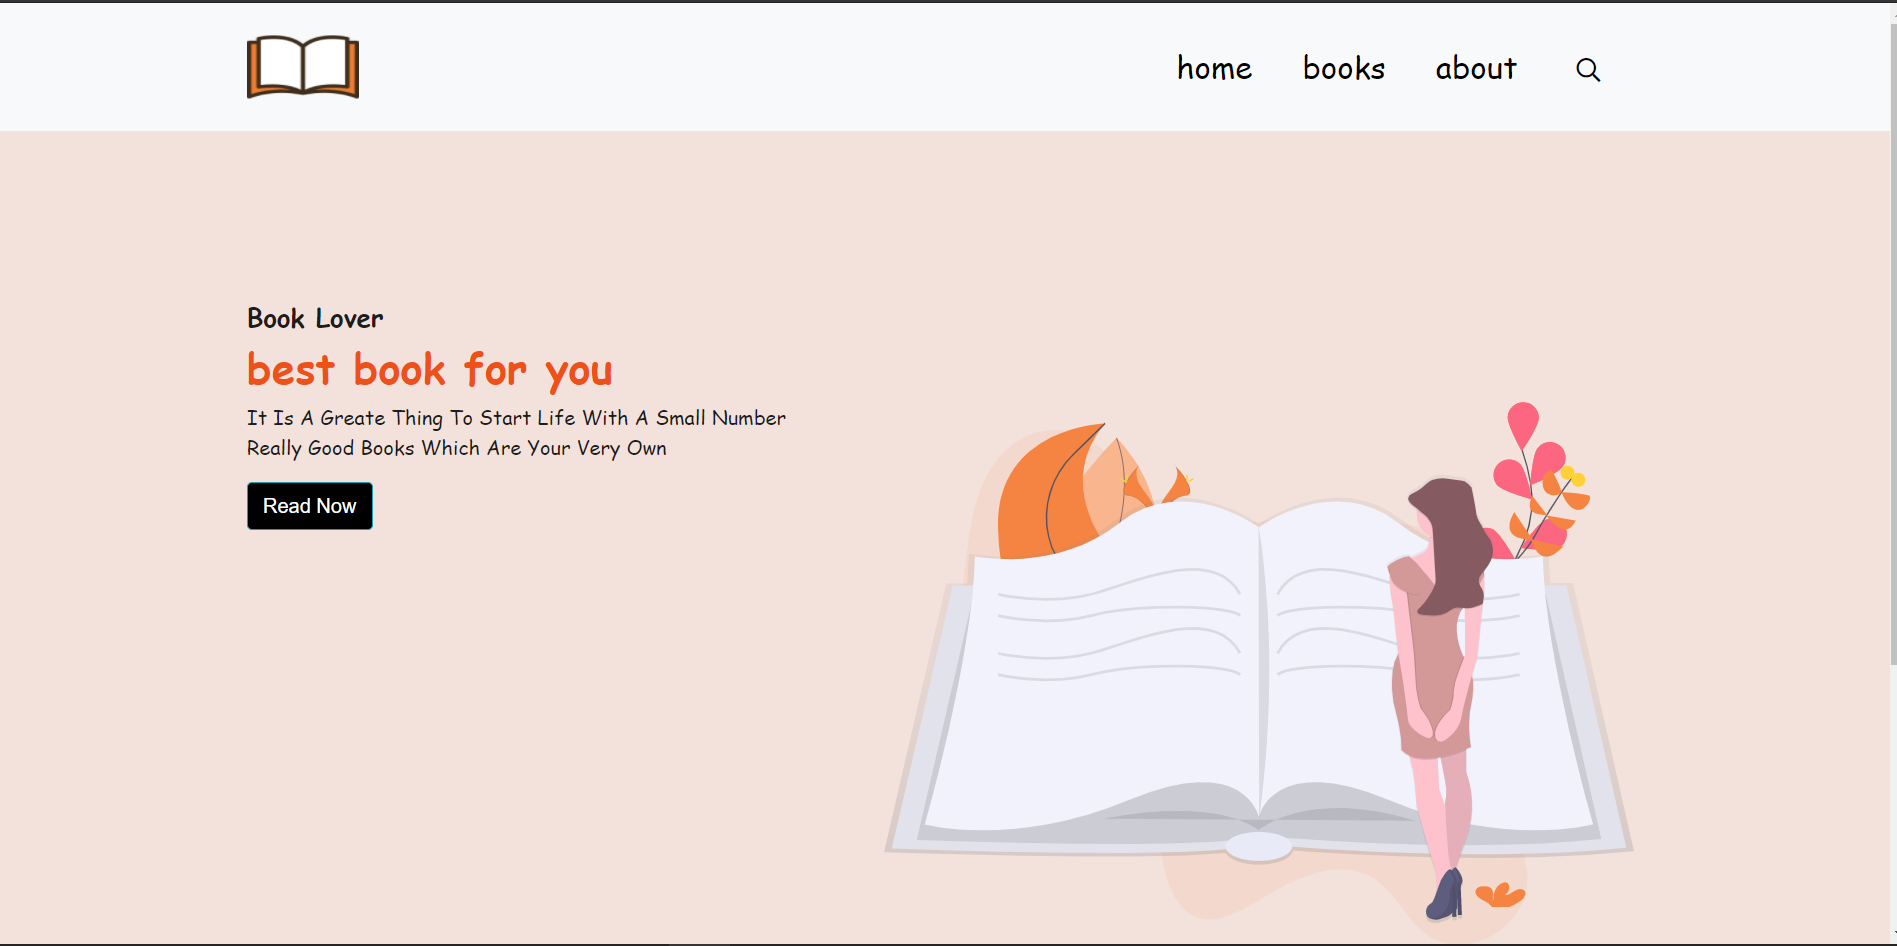 home books about
Book Lover
best book for you
It Is A Greate Thing To Start Life With A Small Number
Really Good Books Which Are Your Very Own
Read Now